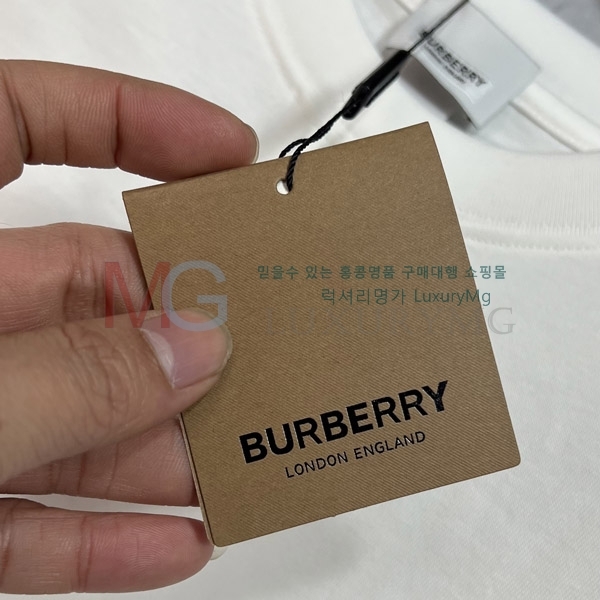 BURBERRY
MG
믿을수 있는 홍콩명품 구매대행 쇼핑몰
럭셔리명가 LuxuryMg
BURBERRY
LONDON ENGLAND